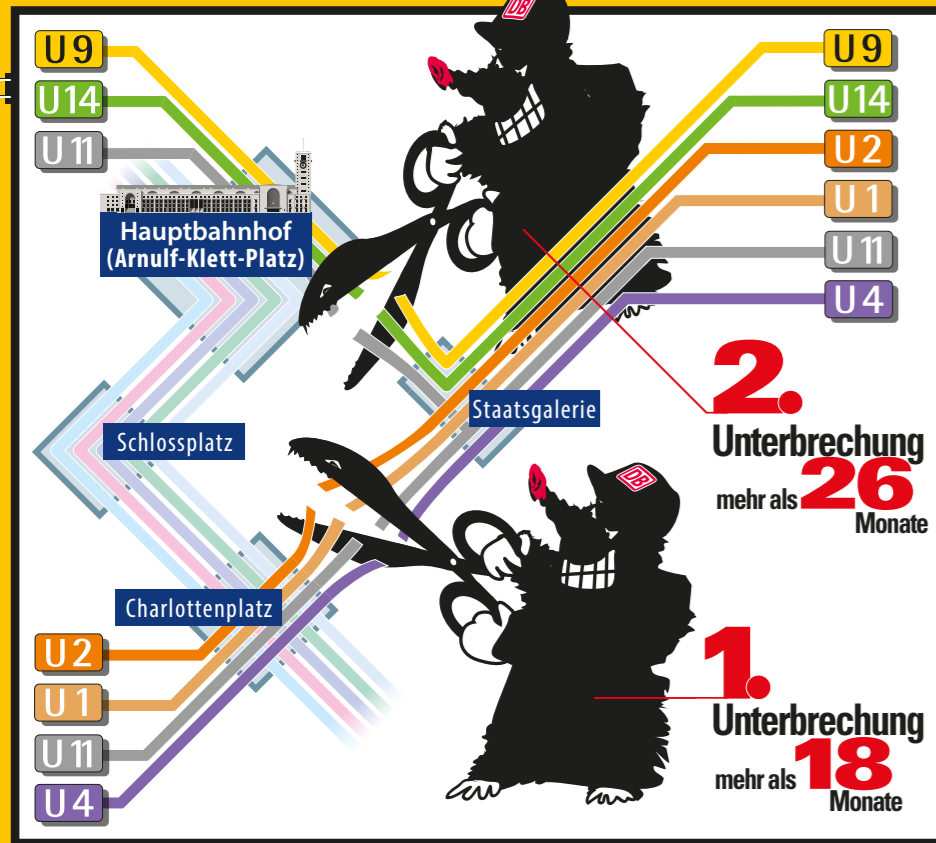 DB
U9
U14
U11
U9
U14
U2
U1
U11
U4
Hauptbahnhof
(Arnulf-Klett-Platz)
Staatsgalerie
Schlossplatz
2.
Unterbrechung
mehr als 26
Monate
DB
Charlottenplatz
U2
U1
U11
U4
1.
Unterbrechung
mehr als 18
Monate